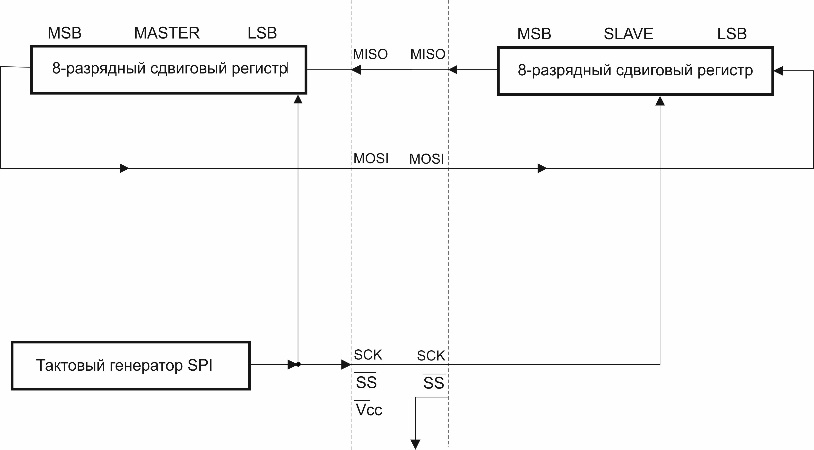 MSB MASTER LSB
8-разрядный сдвиговый регистр
MISO MISO
MSB SLAVE LSB
8-разрядный сдвиговый регистр
MOSI MOSI
Тактовый генератор SPI
SCK SCK
SS SS
Vcc